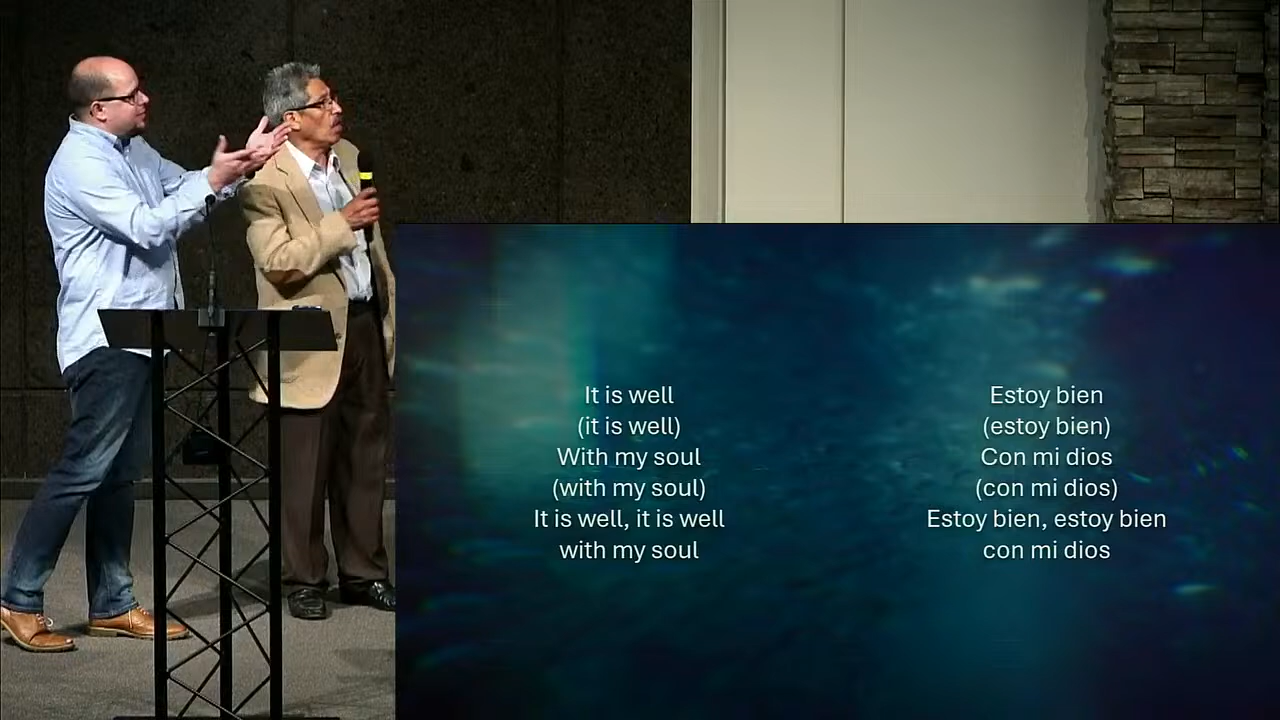 It is well
(it is well)
With my soul
(with my soul)
It is well, it is well
with my soul
Estoy bien
(estoy bien)
Con mi dios
(con mi dios)
Estoy bien, estoy bien
con mi dios